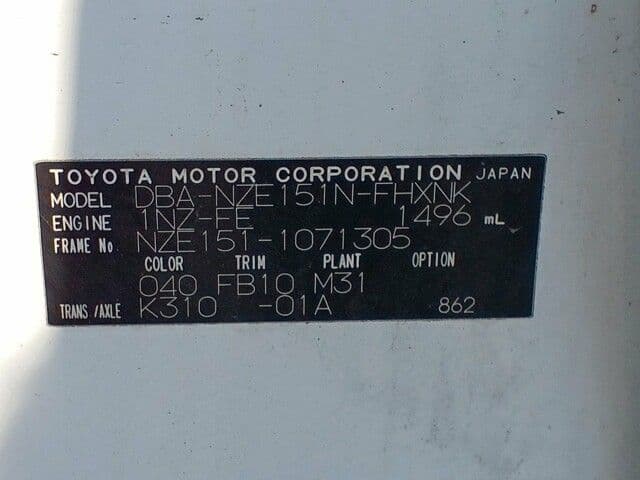 TOYOTA MOTOR CORPORATION JAPAN
MODEL DBA-NZE151N-FHXNK
ENGINE 1NZ-FE 1496 mL
FRAME No NZE151-1071305
COLOR TRIM PLANT OPTION
040 FB10 M31
TRANS/AXLE K310 -01A 862